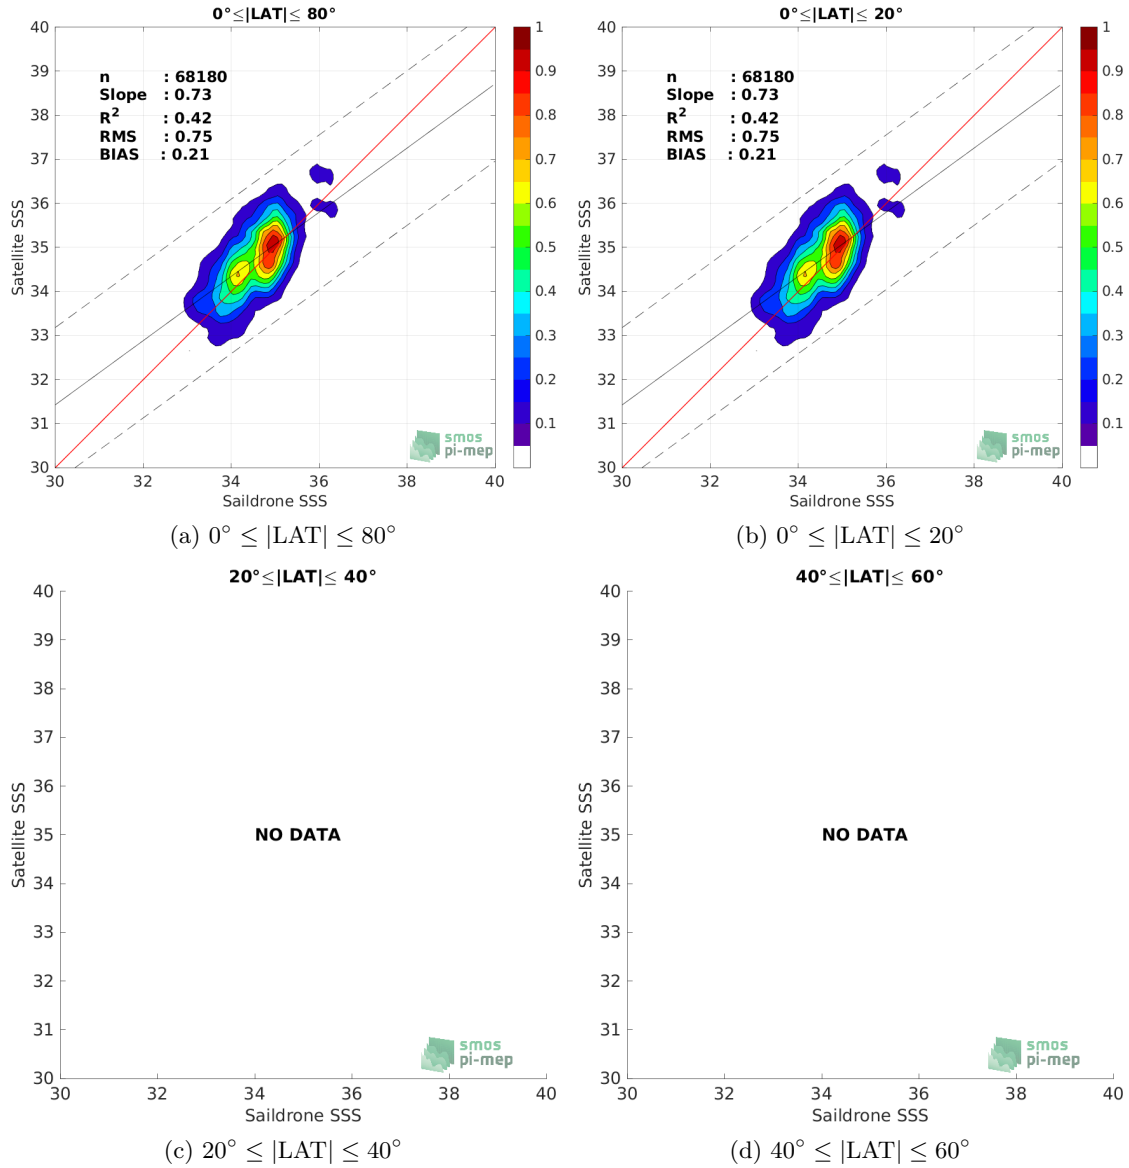 0°≤|LAT|≤ 80°
0°≤|LAT|≤ 20°
n : 68180
Slope : 0.73
R² : 0.42
RMS : 0.75
BIAS : 0.21
n : 68180
Slope : 0.73
R² : 0.42
RMS : 0.75
BIAS : 0.21
40
39
38
37
36
35
34
33
32
31
30
Satellite SSS
30 32 34 36 38 40
Saildrone SSS
1
0.9
0.8
0.7
0.6
0.5
0.4
0.3
0.2
0.1
smos
pi-mep
(a) 0° ≤ |LAT| ≤ 80°
40
39
38
37
36
35
34
33
32
31
30
Satellite SSS
30 32 34 36 38 40
Saildrone SSS
1
0.9
0.8
0.7
0.6
0.5
0.4
0.3
0.2
0.1
smos
pi-mep
(b) 0° ≤ |LAT| ≤ 20°
20°≤|LAT|≤ 40°
40
39
38
37
36
35
34
33
32
31
30
Satellite SSS
NO DATA
smos
pi-mep
30 32 34 36 38 40
Saildrone SSS
(c) 20° ≤ |LAT| ≤ 40°
40°≤|LAT|≤ 60°
40
39
38
37
36
35
34
33
32
31
30
Satellite SSS
NO DATA
smos
pi-mep
30 32 34 36 38 40
Saildrone SSS
(d) 40° ≤ |LAT| ≤ 60°